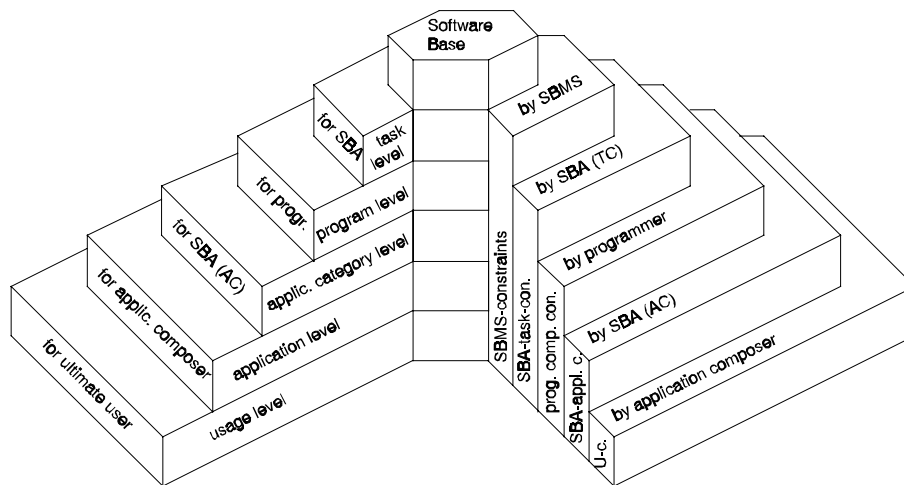 Software
Base
for SBA
task
level
for progr.
program level
for SBA (AC)
applic. category level
for applic. composer
application level
for ultimate user
usage level
by SBMS
by SBA (TC)
by programmer
by SBA (AC)
by application composer
SBMS-constraints
SBA-task-con.
prog. comp. con.
SBA-appl. c.
U-c.